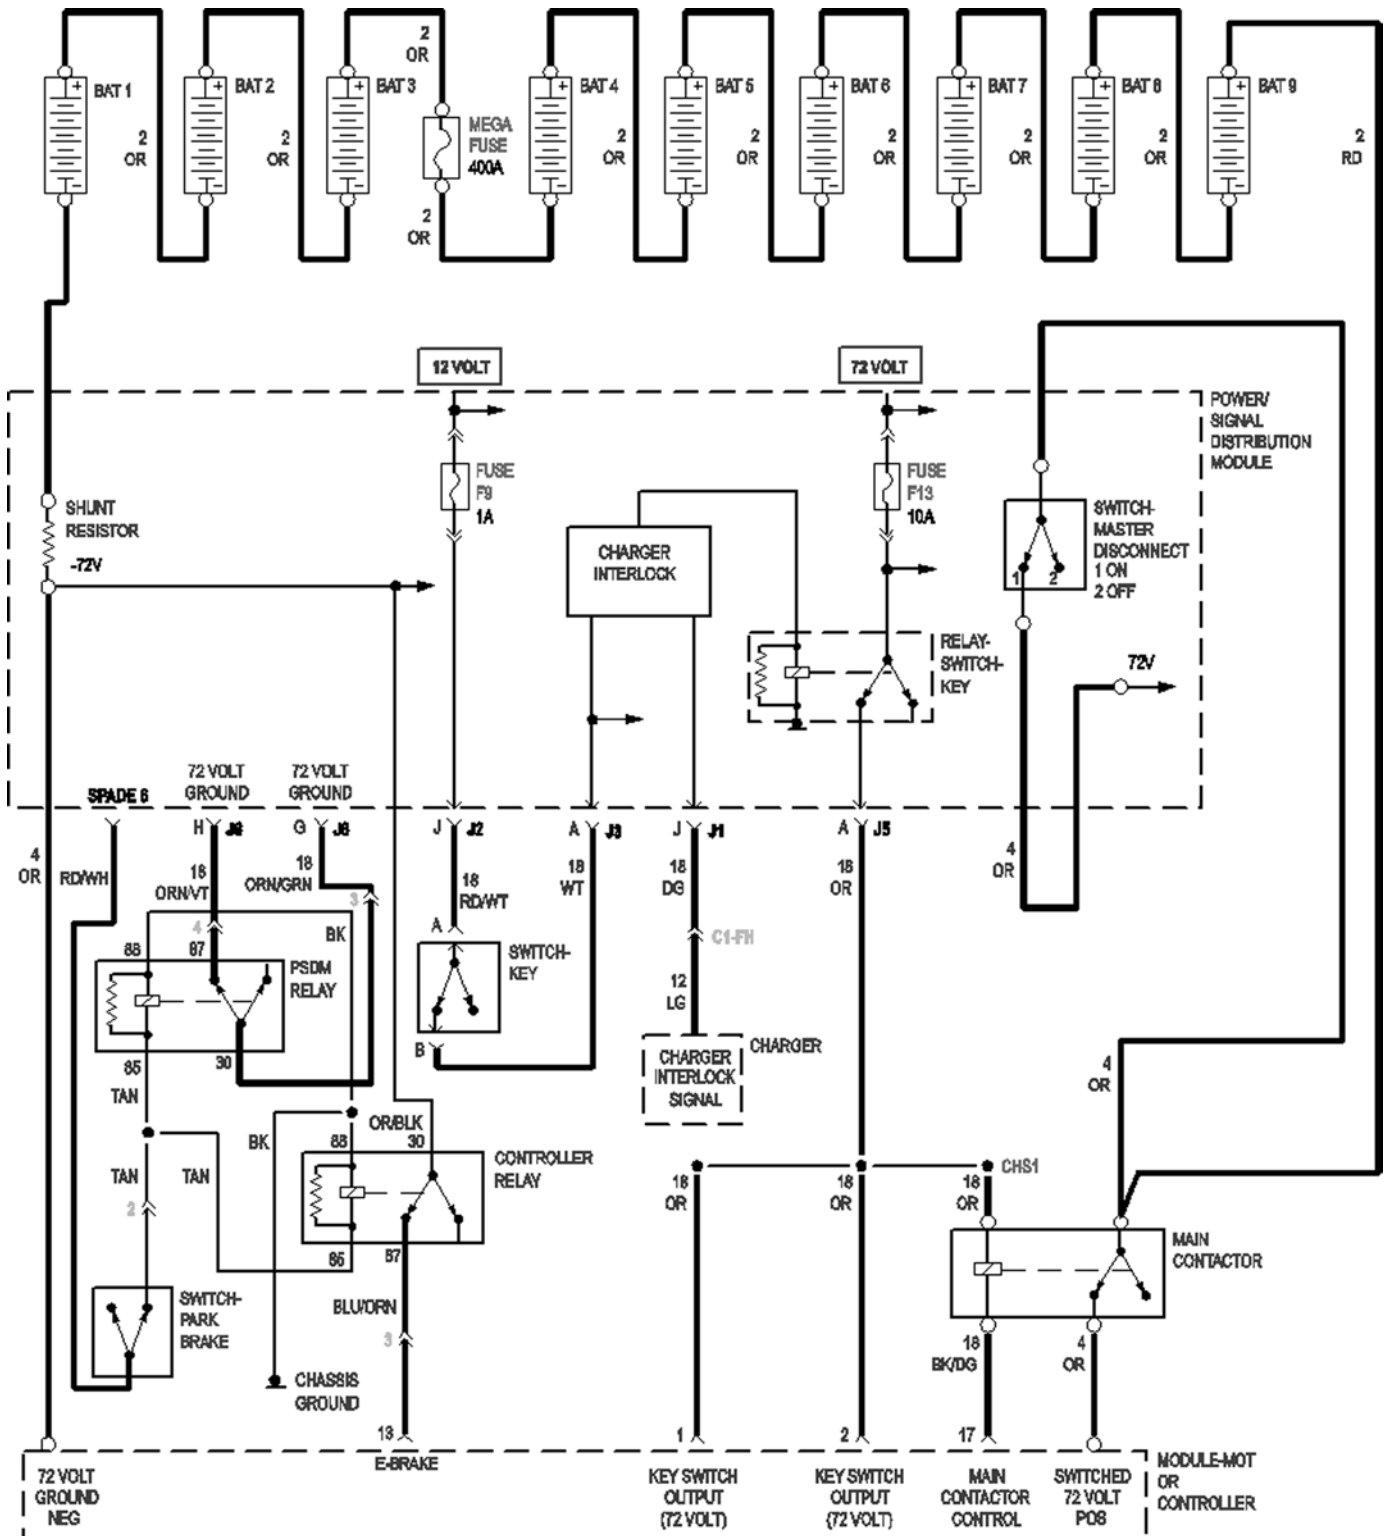 2
OR
BAT 1
BAT 2
BAT 3
BAT 4
BAT 5
BAT 6
BAT 7
BAT 8
BAT 9
MEGA
FUSE
400A
2
OR
2
OR
2
OR
2
OR
2
OR
2
OR
2
OR
2
OR
2
RD
2
OR
12 VOLT
72 VOLT
POWER/
SIGNAL
DISTRIBUTION
MODULE
SHUNT
RESISTOR
-72V
FUSE
F9
1A
CHARGER
INTERLOCK
FUSE
F13
10A
SWITCH-
MASTER
DISCONNECT
1 ON
2 OFF
1
2
RELAY-
SWITCH-
KEY
72V
SPADE 6
72 VOLT
GROUND
72 VOLT
GROUND
H
G
J
J2
A
J3
J
J1
A
J5
4
OR
RD/WH
18
ORN/VT
18
ORN/GRN
3
18
RD/WT
18
WT
18
DG
18
OR
4
OR
4
BK
88
87
PSDM
RELAY
A
SWITCH-
KEY
C1-FH
12
LG
85
30
B
CHARGER
INTERLOCK
SIGNAL
CHARGER
TAN
4
OR
BK
OR/BLK
88
30
CONTROLLER
RELAY
TAN
TAN
2
18
OR
18
OR
18
OR
CHS1
87
MAIN
CONTACTOR
SWITCH-
PARK
BRAKE
BLU/ORN
3
18
BK/DG
4
OR
CHASSIS
GROUND
13
1
2
17
E-BRAKE
72 VOLT
GROUND
NEG
KEY SWITCH
OUTPUT
(72 VOLT)
KEY SWITCH
OUTPUT
(72 VOLT)
MAIN
CONTACTOR
CONTROL
SWITCHED
72 VOLT
POS
MODULE-MOT
OR
CONTROLLER